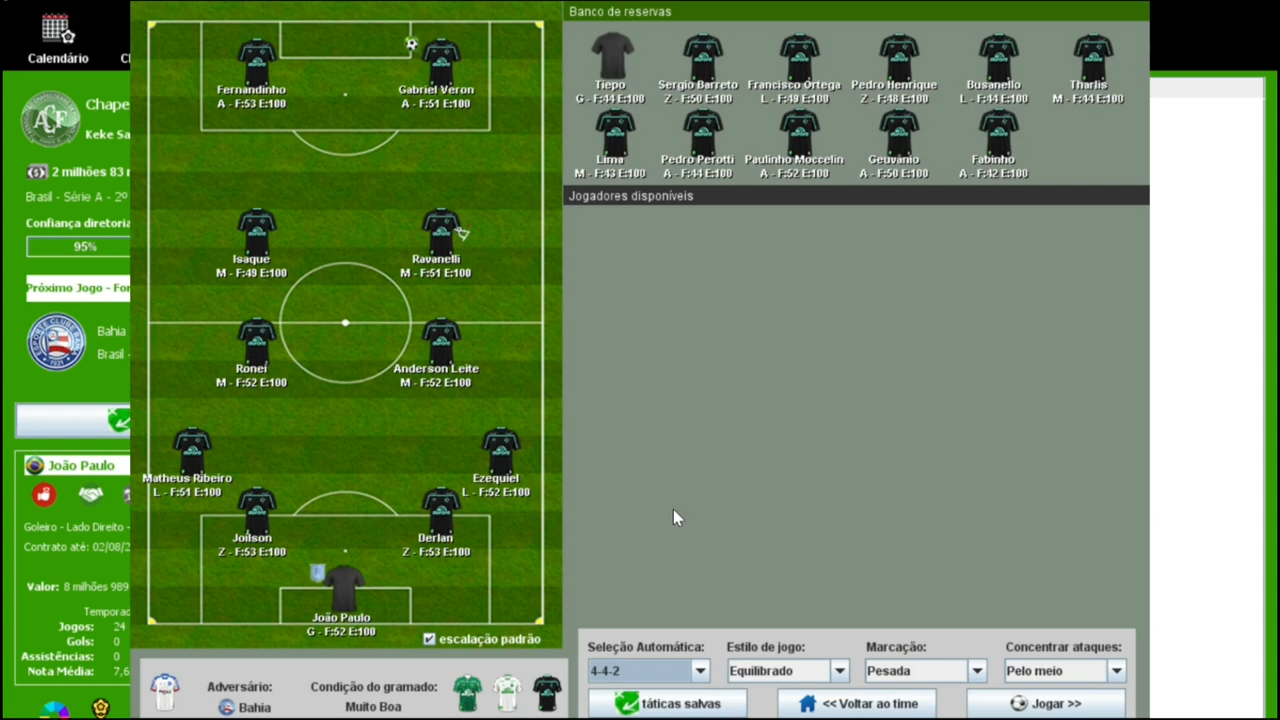 Calendário
Chape
Keke Sa
2 milhões 83 r
Brasil - Série A - 2º
Confiança diretoria
95%
Próximo Jogo - For
Bahia
Brasil -
João Paulo
Goleiro - Lado Direito -
Contrato até: 02/08/2
Valor: 8 milhões 989
Temporad
Jogos: 24
Gols: 0
Assistências: 0
Nota Média: 7,6
Fernandinho
A - F:53 E:100
Gabriel Veron
A - F:51 E:100
Isaque
M - F:49 E:100
Ravanelli
M - F:51 E:100
Ronei
M - F:52 E:100
Anderson Leite
M - F:52 E:100
Matheus Ribeiro
L - F:51 E:100
Ezequiel
L - F:52 E:100
Joilson
Z - F:53 E:100
Derlan
Z - F:53 E:100
João Paulo
G - F:52 E:100
escalação padrão
Adversário:
Bahia
Condição do gramado:
Muito Boa
Banco de reservas
Tiepo
G - F:44 E:100
Sergio Barreto
Z - F:50 E:100
Francisco Ortega
L - F:49 E:100
Pedro Henrique
Z - F:48 E:100
Busanello
L - F:44 E:100
Tharlis
M - F:44 E:100
Lima
M - F:43 E:100
Pedro Perotti
A - F:44 E:100
Paulinho Moccelin
A - F:52 E:100
Geuvânio
A - F:50 E:100
Fabinho
A - F:42 E:100
Jogadores disponíveis
Seleção Automática:
4-4-2
Estilo de jogo:
Equilibrado
Marcação:
Pesada
Concentrar ataques:
Pelo meio
táticas salvas
<< Voltar ao time
Jogar >>